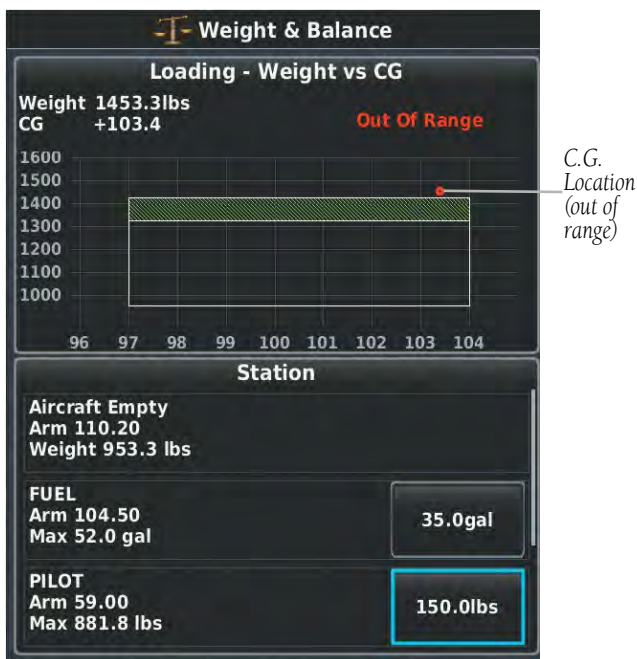 Weight & Balance
Loading - Weight vs CG
Weight 1453.3lbs
CG +103.4
Out Of Range
1600
1500
1400
1300
1200
1100
1000
96 97 98 99 100 101 102 103 104
C.G.
Location
(out of
range)
Station
Aircraft Empty
Arm 110.20
Weight 953.3 lbs
FUEL
Arm 104.50
Max 52.0 gal
35.0gal
PILOT
Arm 59.00
Max 881.8 lbs
150.0lbs